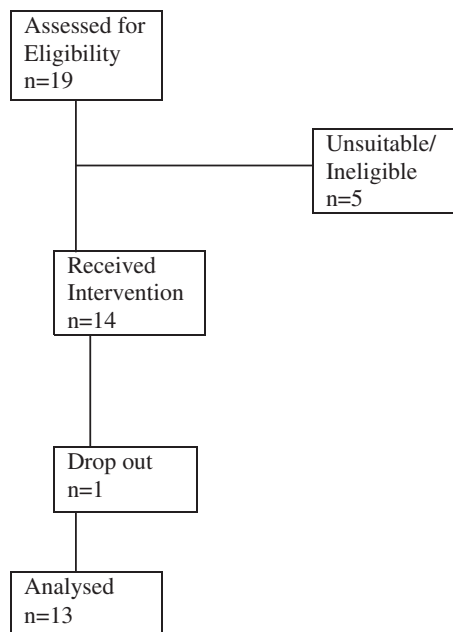 Assessed for
Eligibility
n=19
Unsuitable/
Ineligible
n=5
Received
Intervention
n=14
Drop out
n=1
Analysed
n=13